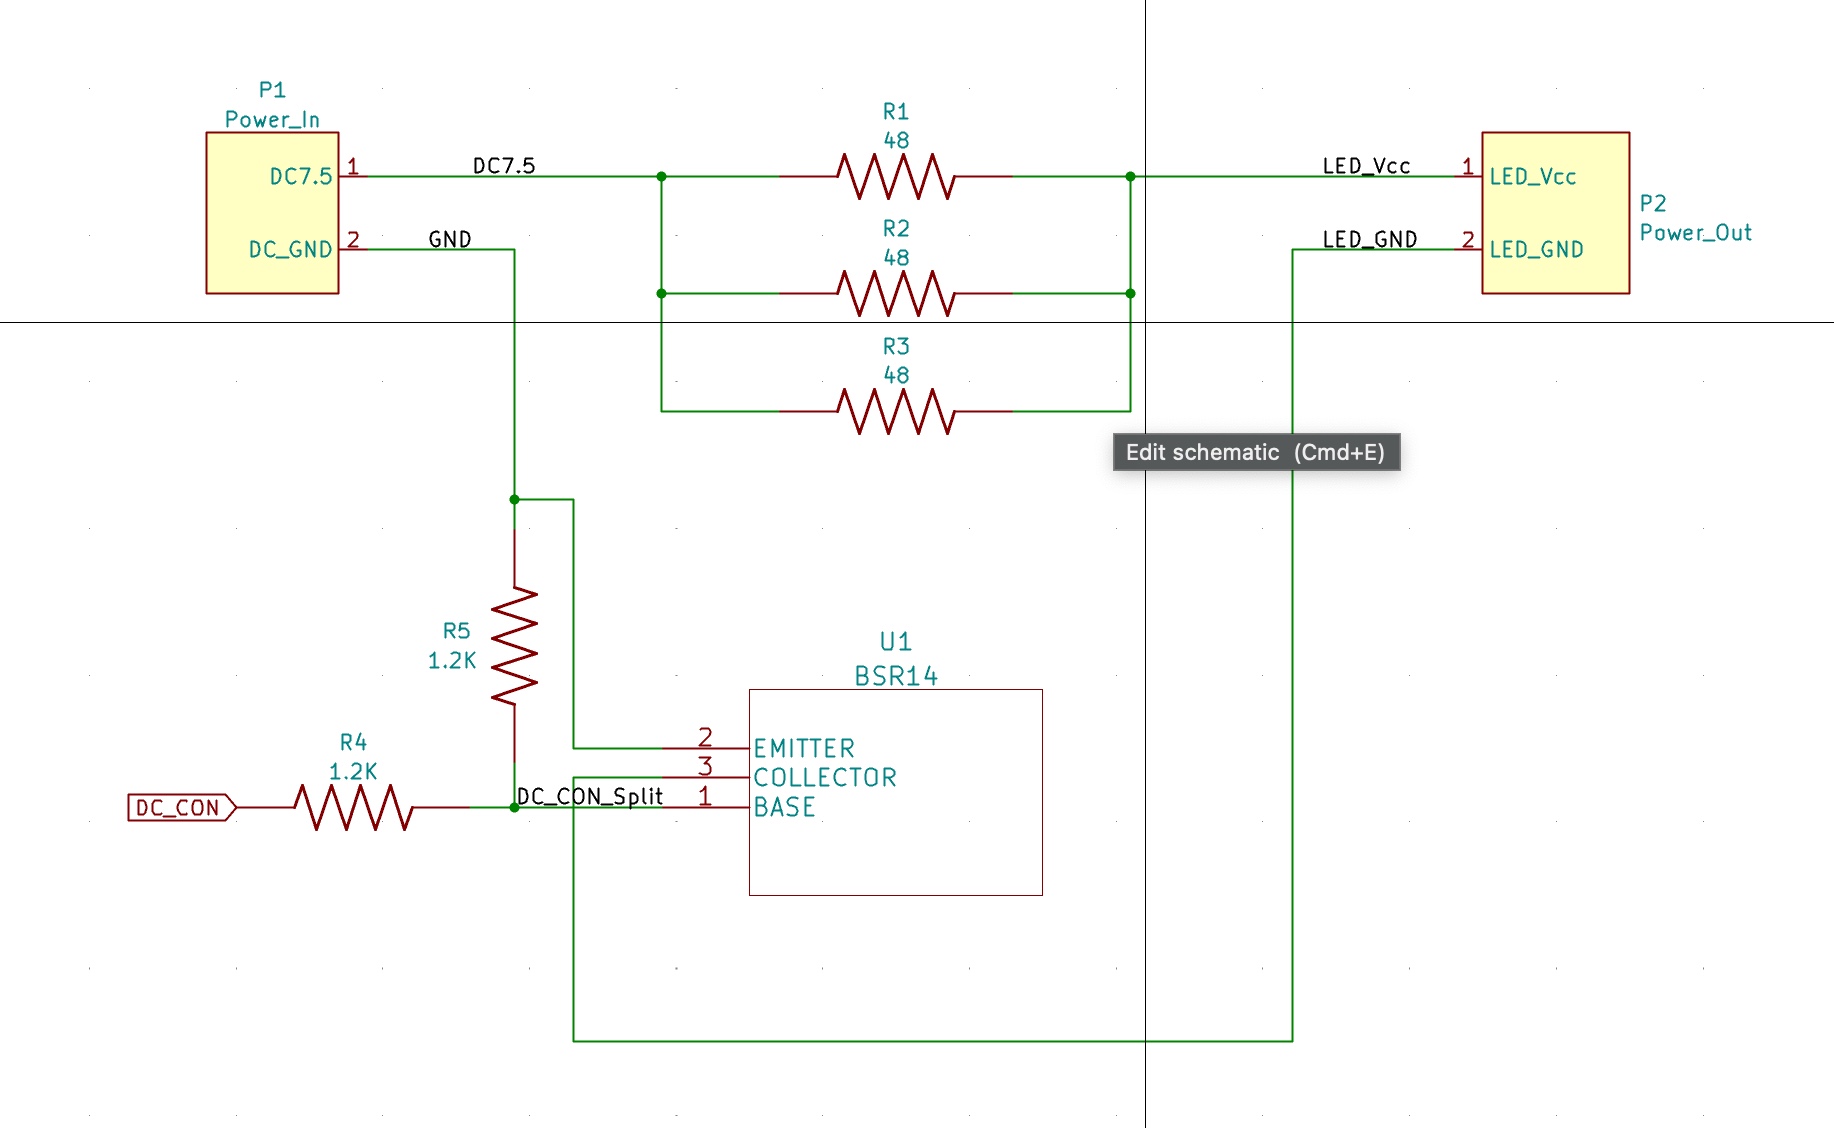 P1
Power_In
DC7.5
1
DC_GND
2
DC7.5
GND
R1
48
R2
48
R3
48
LED_Vcc
1
LED_Vcc
LED_GND
2
LED_GND
P2
Power_Out
Edit schematic (Cmd+E)
R5
1.2K
U1
BSR14
2
EMITTER
3
COLLECTOR
1
BASE
R4
1.2K
DC_CON
DC_CON_Split